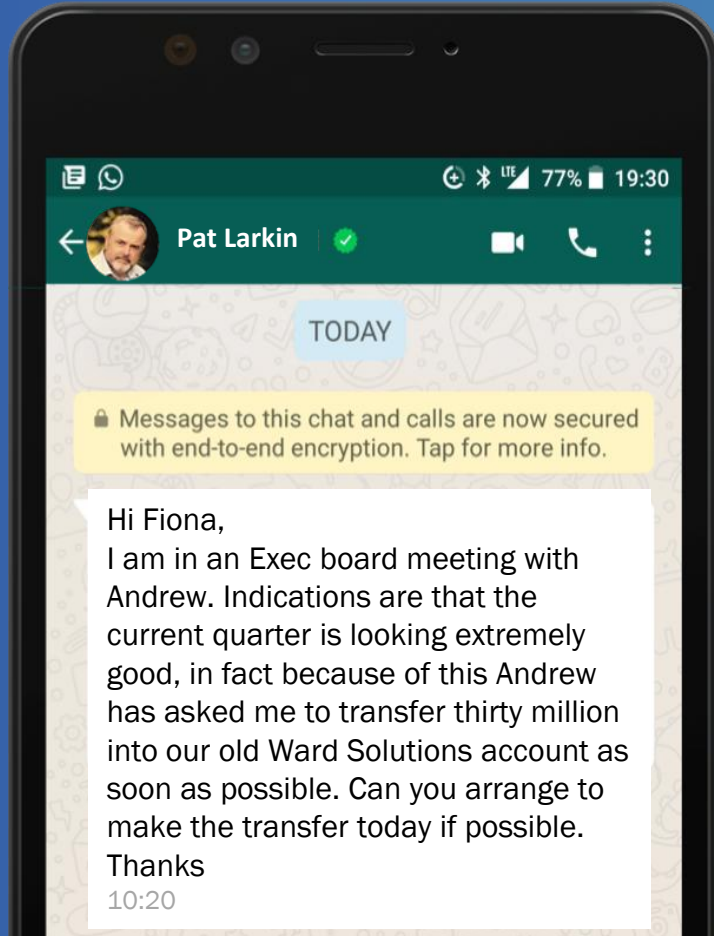 LTE 77% 19:30
Pat Larkin
TODAY
Messages to this chat and calls are now secured
with end-to-end encryption. Tap for more info.
Hi Fiona,
I am in an Exec board meeting with
Andrew. Indications are that the
current quarter is looking extremely
good, in fact because of this Andrew
has asked me to transfer thirty million
into our old Ward Solutions account as
soon as possible. Can you arrange to
make the transfer today if possible.
Thanks
10:20